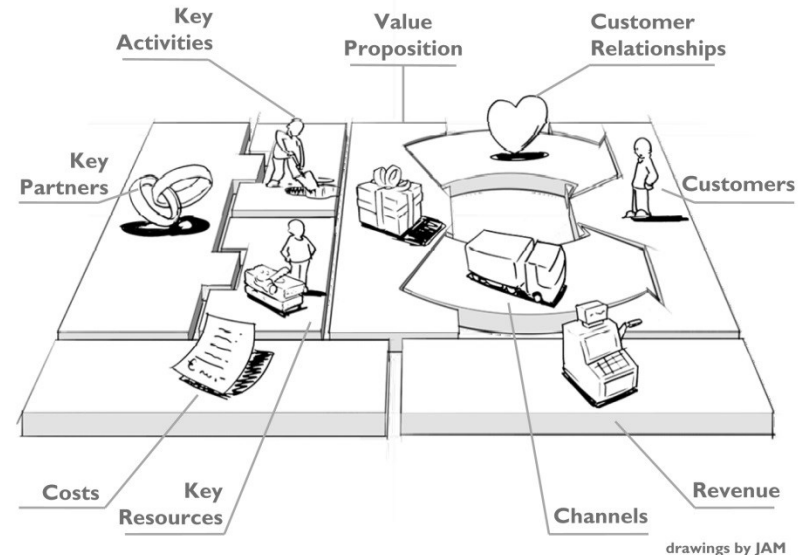 Key
Activities
Value
Proposition
Customer
Relationships
Key
Partners
Customers
Costs
Key
Resources
Channels
Revenue
drawings by JAM